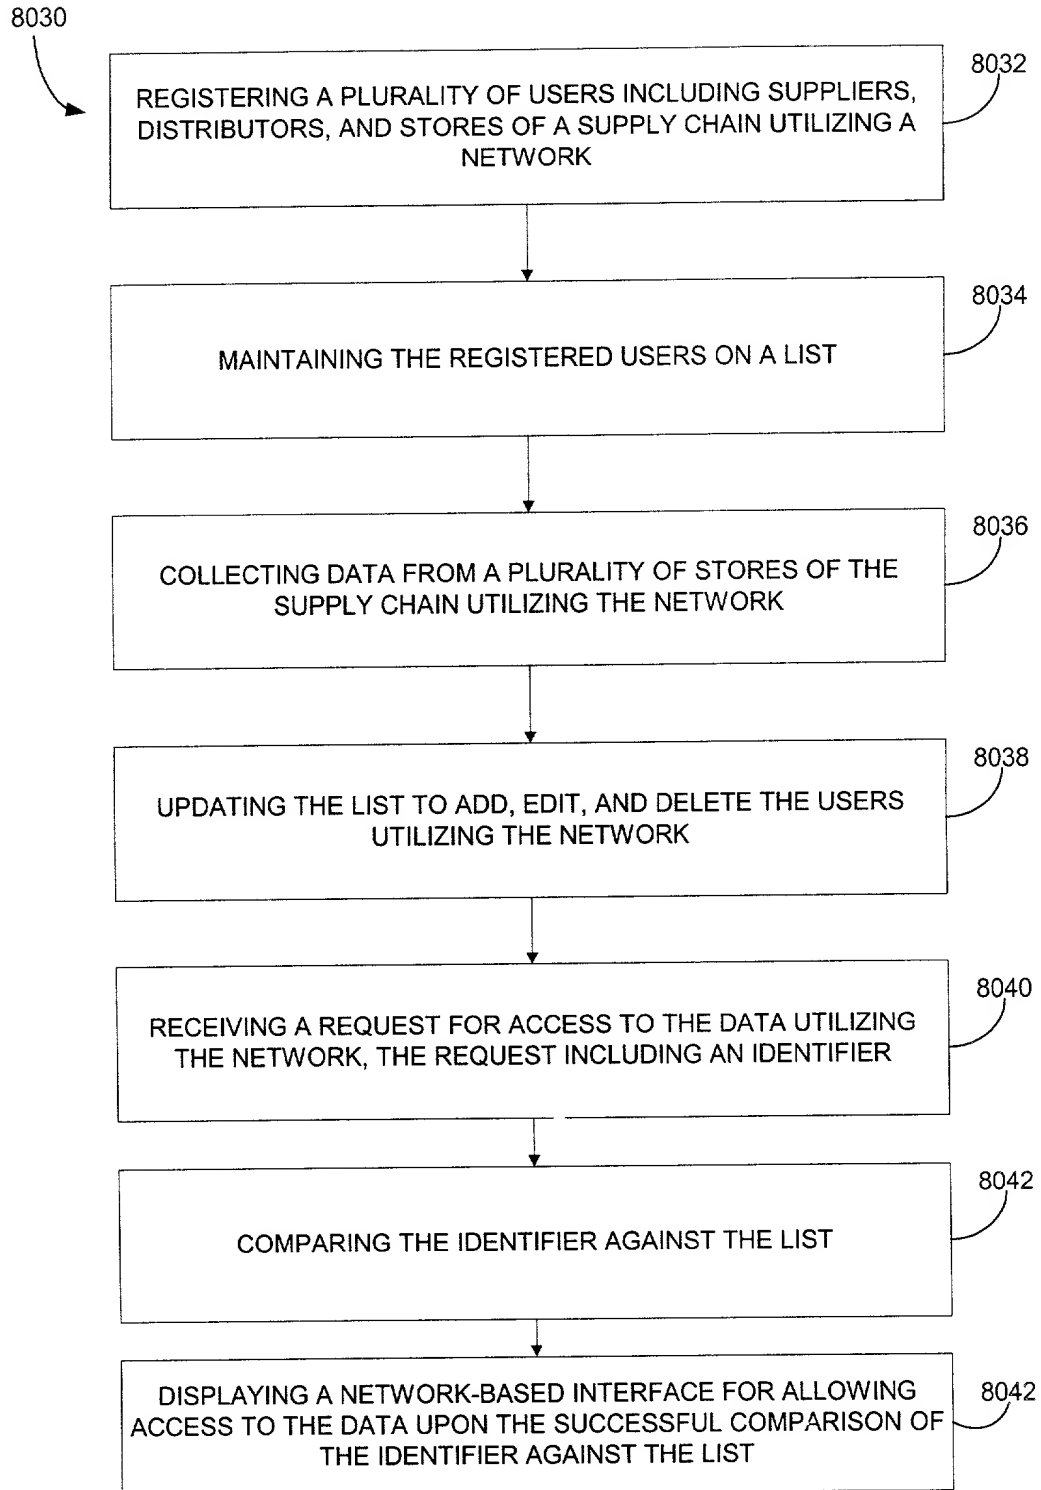 8030
8032
REGISTERING A PLURALITY OF USERS INCLUDING SUPPLIERS,
DISTRIBUTORS, AND STORES OF A SUPPLY CHAIN UTILIZING A
NETWORK
8034
MAINTAINING THE REGISTERED USERS ON A LIST
8036
COLLECTING DATA FROM A PLURALITY OF STORES OF THE
SUPPLY CHAIN UTILIZING THE NETWORK
8038
UPDATING THE LIST TO ADD, EDIT, AND DELETE THE USERS
UTILIZING THE NETWORK
8040
RECEIVING A REQUEST FOR ACCESS TO THE DATA UTILIZING
THE NETWORK, THE REQUEST INCLUDING AN IDENTIFIER
8042
COMPARING THE IDENTIFIER AGAINST THE LIST
8042
DISPLAYING A NETWORK-BASED INTERFACE FOR ALLOWING
ACCESS TO THE DATA UPON THE SUCCESSFUL COMPARISON OF
THE IDENTIFIER AGAINST THE LIST